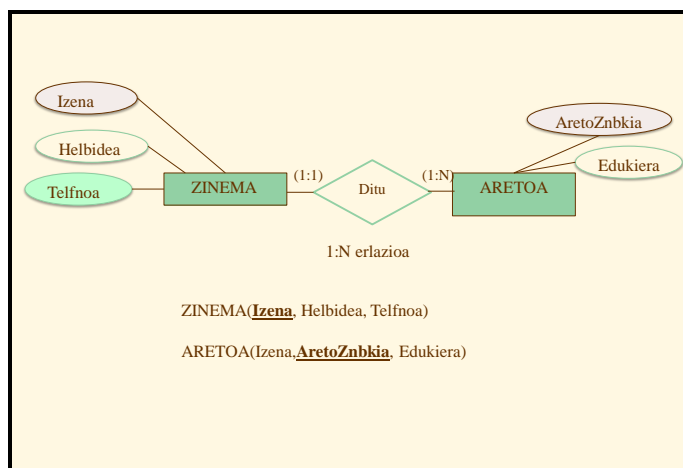 Izena
AretoZnbkia
Helbidea
Edukiera
Telfnoa
ZINEMA
(1:1)
Ditu
(1:N)
ARETOA
1:N erlazioa
ZINEMA(Izena, Helbidea, Telfnoa)
ARETOA(Izena,AretoZnbkia, Edukiera)